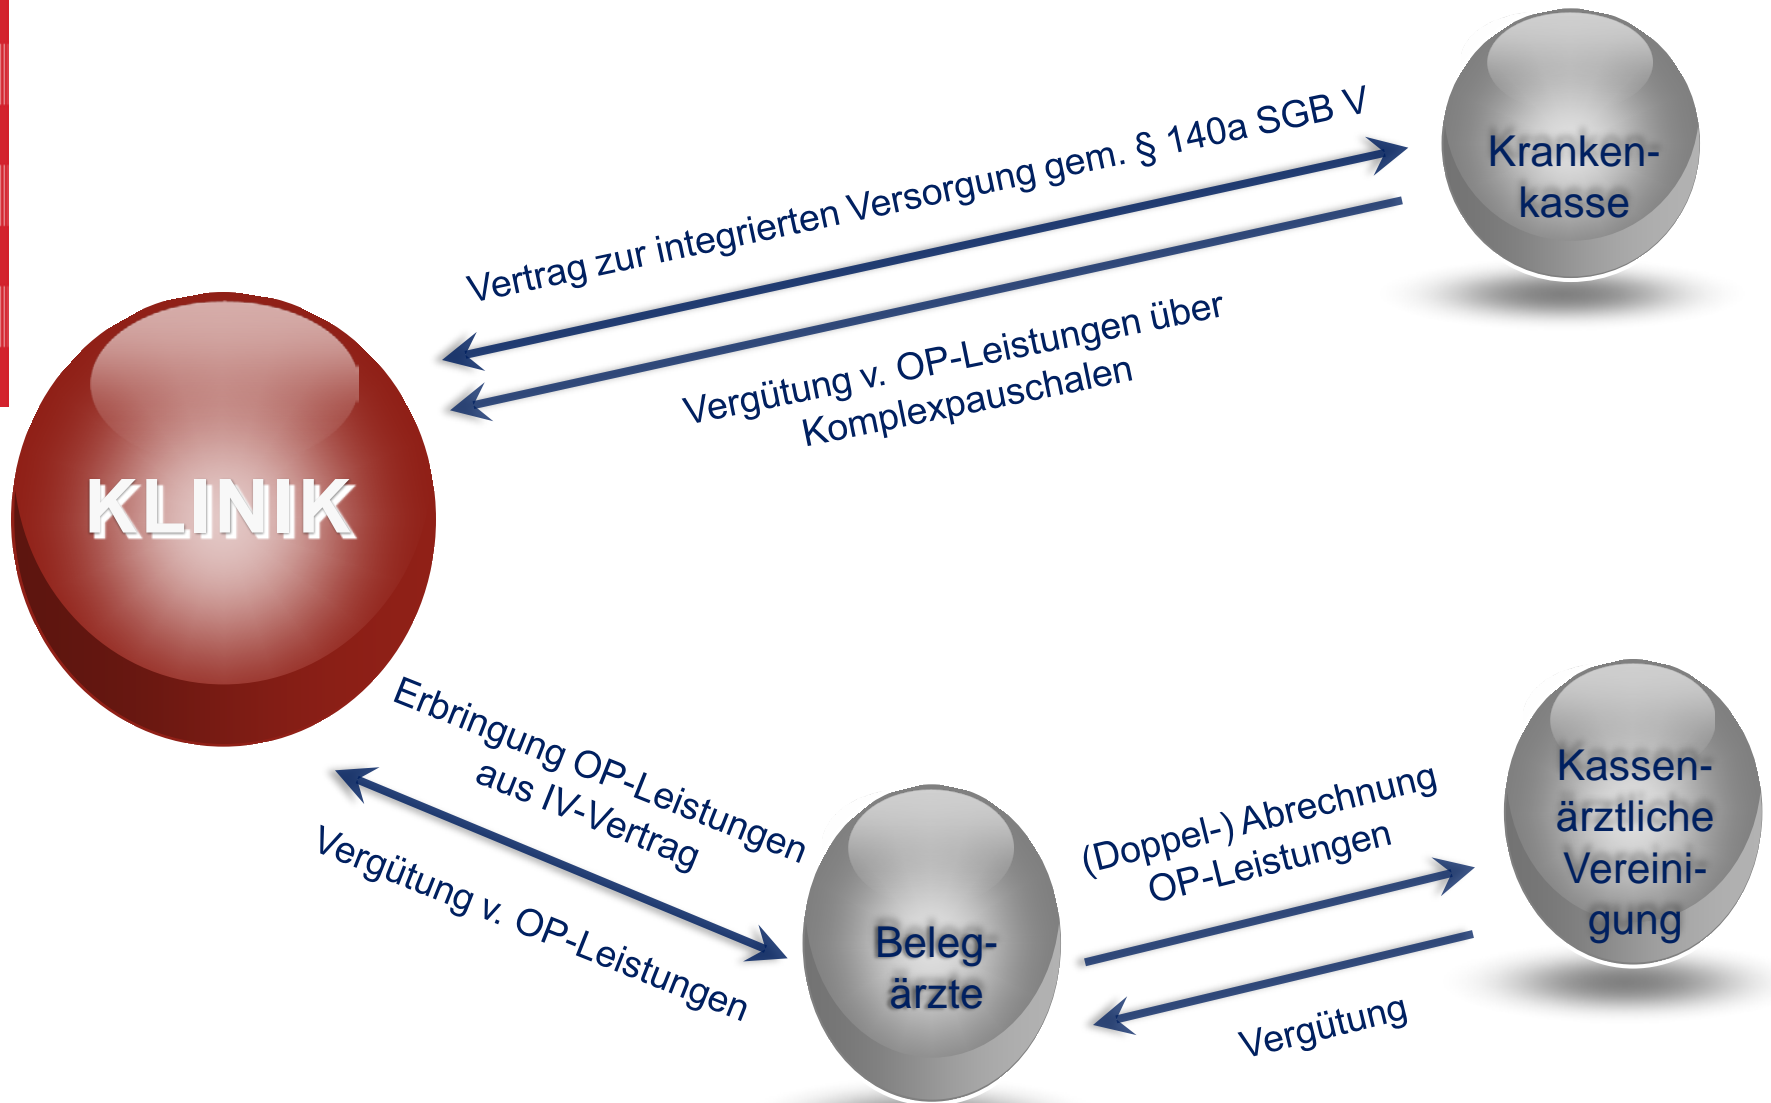 Vertrag zur integrierten Versorgung gem. § 140a SGB V
Kranken-
kasse
Vergütung v. OP-Leistungen über
Komplexpauschalen
KLINIK
Erbringung OP-Leistungen
aus IV-Vertrag
Vergütung v. OP-Leistungen
Beleg-
ärzte
(Doppel-) Abrechnung
OP-Leistungen
Vergütung
Kassen-
ärztliche
Vereini-
gung